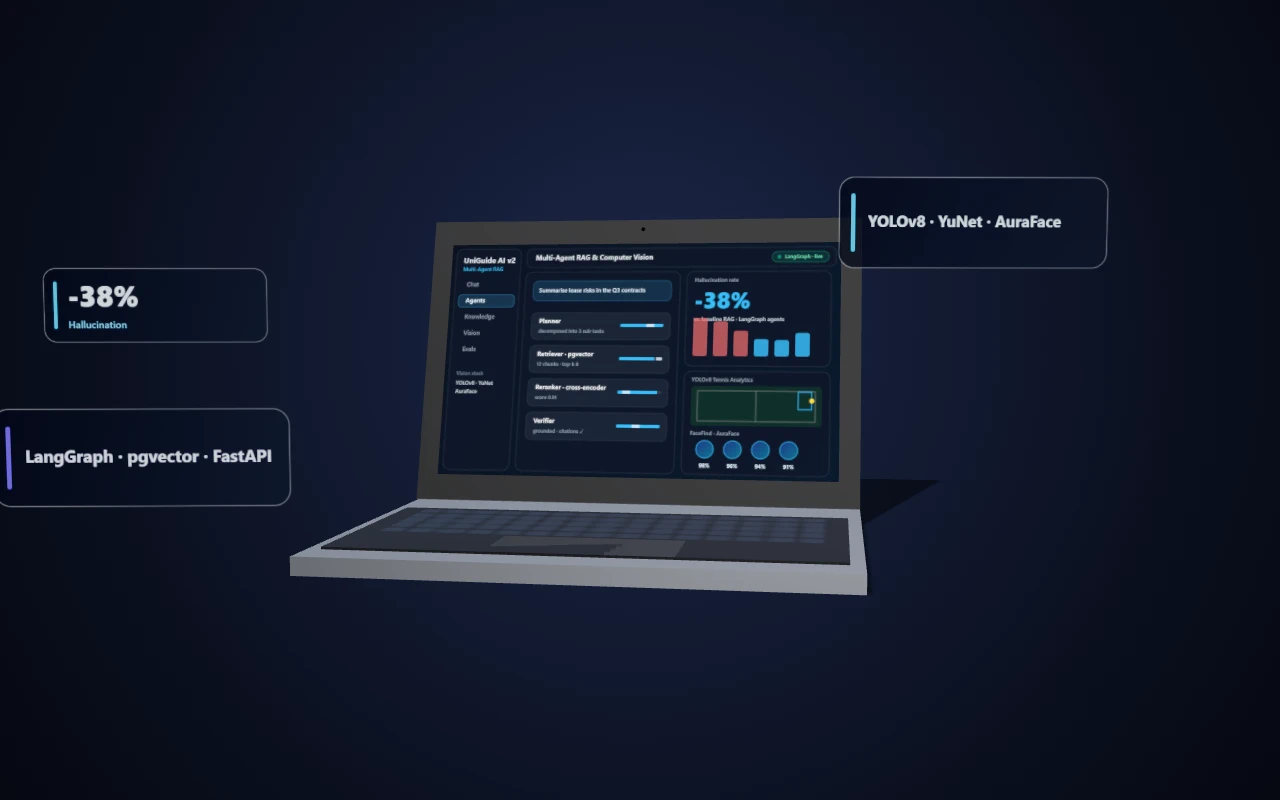 YOLOv8 · YuNet · AuraFace
-38%
Hallucination
LangGraph · pgvector · FastAPI
UniGuide AI v2
Multi-Agent RAG
Chat
Agents
Knowledge
Vision
Evals
Vision stack
YOLOv8 · YuNet
AuraFace
Multi-Agent RAG & Computer Vision
LangGraph · live
Summarise lease risks in the Q3 contracts
Planner
decomposed into 3 sub-tasks
Retriever · pgvector
12 chunks · top-k 8
Reranker · cross-encoder
score 0.91
Verifier
grounded · citations ✓
Hallucination rate
-38%
baseline RAG · LangGraph agents
YOLOv8 Tennis Analytics
FaceFind · AuraFace
98%
96%
94%
91%